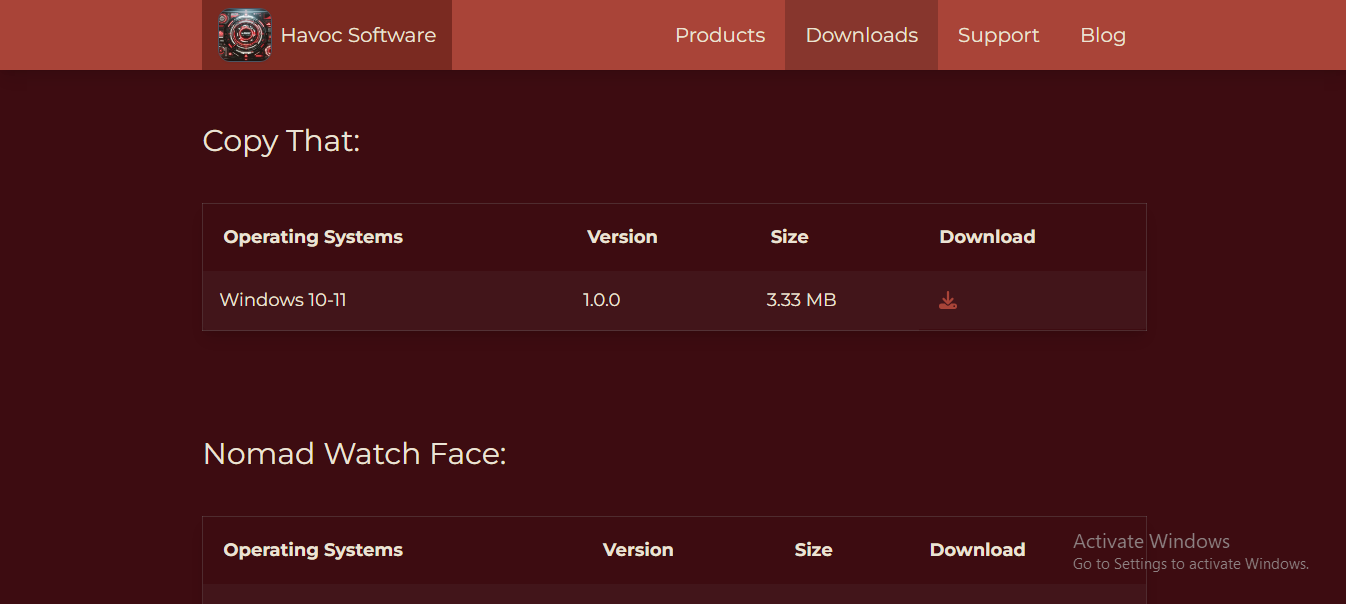 Havoc Software Products Downloads Support Blog
Copy That:
Operating Systems Version Size Download
Windows 10-11 1.0.0 3.33 MB
Nomad Watch Face:
Operating Systems Version Size Download
Activate Windows
Go to Settings to activate Windows.